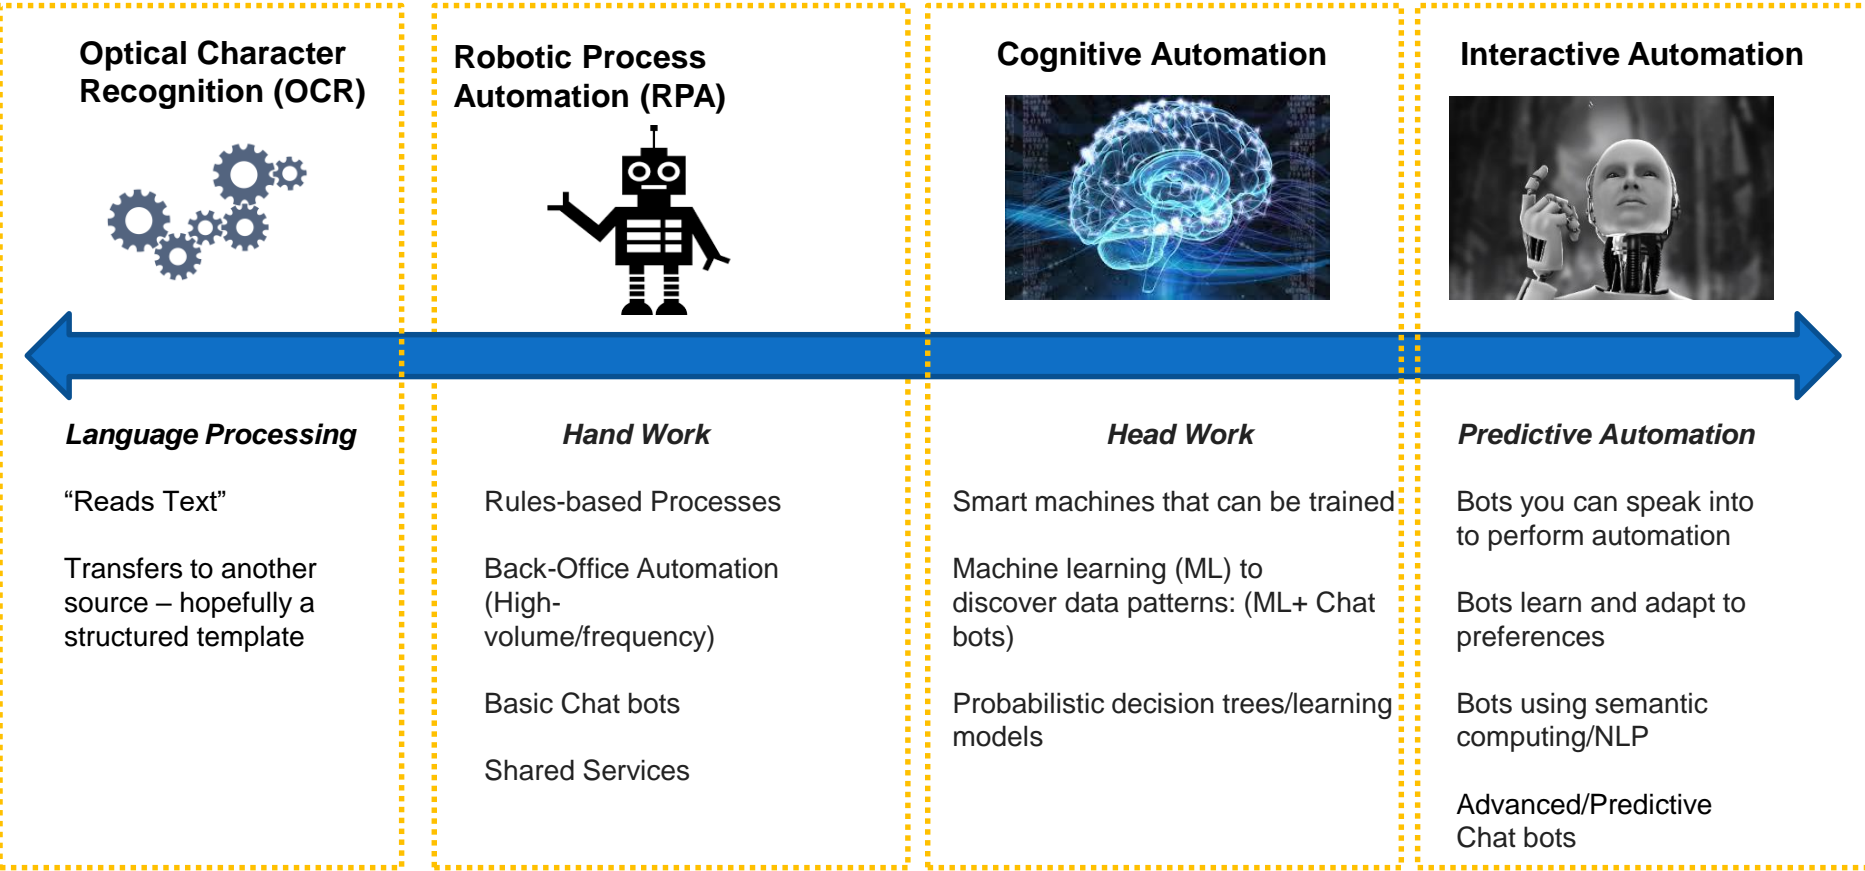 Optical Character
Recognition (OCR)
Robotic Process
Automation (RPA)
Cognitive Automation
Interactive Automation
Language Processing
“Reads Text”
Transfers to another
source – hopefully a
structured template
Hand Work
Rules-based Processes
Back-Office Automation
(High-
volume/frequency)
Basic Chat bots
Shared Services
Head Work
Smart machines that can be trained
Machine learning (ML) to
discover data patterns: (ML+ Chat
bots)
Probabilistic decision trees/learning
models
Predictive Automation
Bots you can speak into
to perform automation
Bots learn and adapt to
preferences
Bots using semantic
computing/NLP
Advanced/Predictive
Chat bots